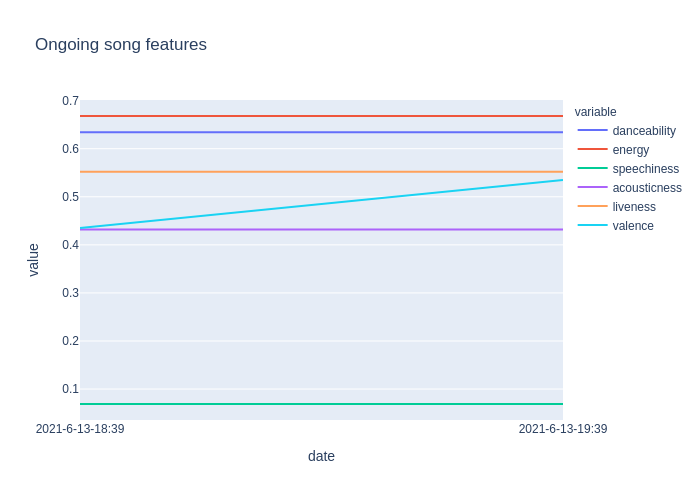 Ongoing song features
0.7
0.6
0.5
0.4
0.3
0.2
0.1
value
2021-6-13-18:39
2021-6-13-19:39
date
variable
danceability
energy
speechiness
acousticness
liveness
valence